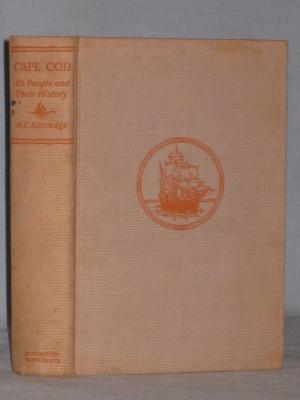 CAPE COD
Its People and
Their History
H.C. Kittredge
HOUGHTON
MIFFLIN CO.